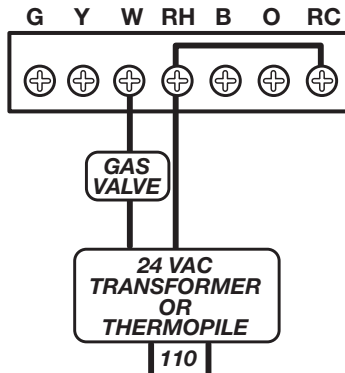 G Y W RH B O RC
GAS
VALVE
24 VAC
TRANSFORMER
OR
THERMOPILE
110